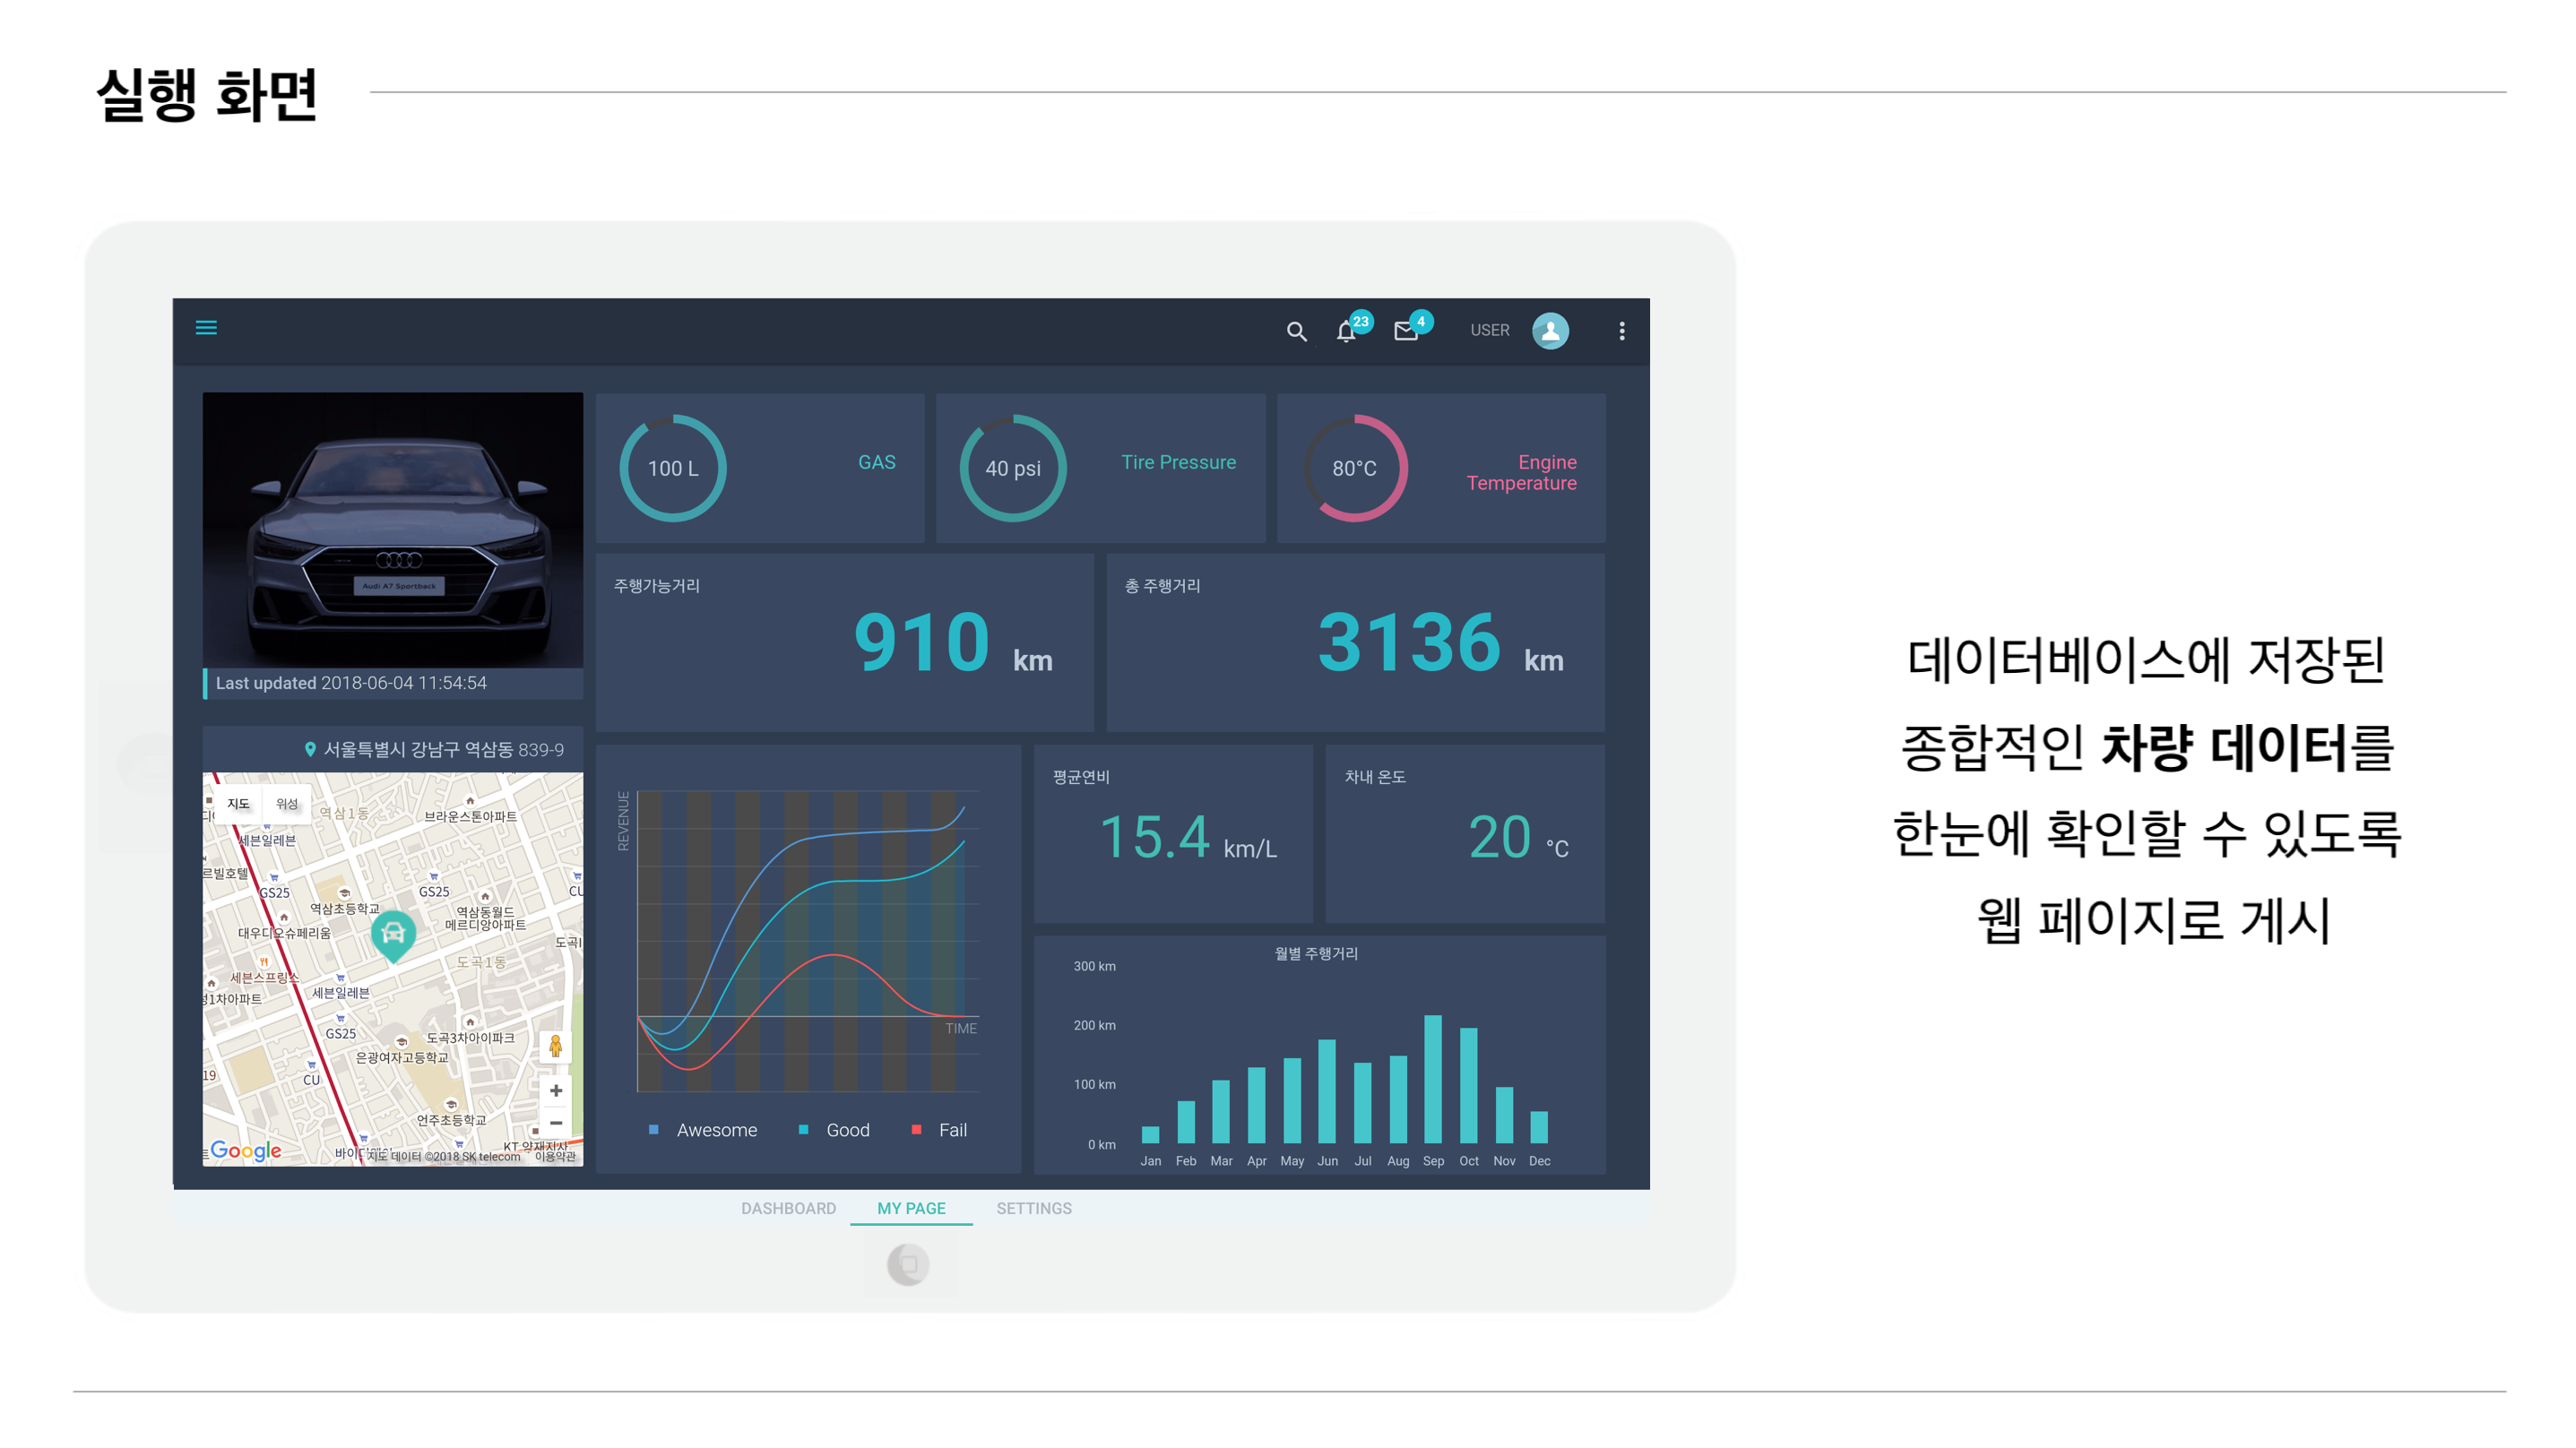 실행 화면
23
4
USER
Audi A7 Sportback
Last updated 2018-06-04 11:54:54
100 L
GAS
40 psi
Tire Pressure
80°C
Engine
Temperature
주행가능거리
910 km
총 주행거리
3136 km
서울특별시 강남구 역삼동 839-9
지도
위성
역삼1동
브라운스톤아파트
세븐일레븐
르빌호텔
GS25
GS25
CU
역삼초등학교
역삼동월드
메르디앙아파트
대우디오슈페리움
도곡1동
세븐스프링스
세븐일레븐
GS25
도곡3차아이파크
은광여자고등학교
19
CU
언주초등학교
Google
지도 데이터 ©2018 SK telecom
이용약관
REVENUE
TIME
Awesome
Good
Fail
평균연비
15.4 km/L
차내 온도
20 °C
월별 주행거리
300 km
200 km
100 km
0 km
Jan Feb Mar Apr May Jun Jul Aug Sep Oct Nov Dec
DASHBOARD
MY PAGE
SETTINGS
데이터베이스에 저장된
종합적인 차량 데이터를
한눈에 확인할 수 있도록
웹 페이지로 게시